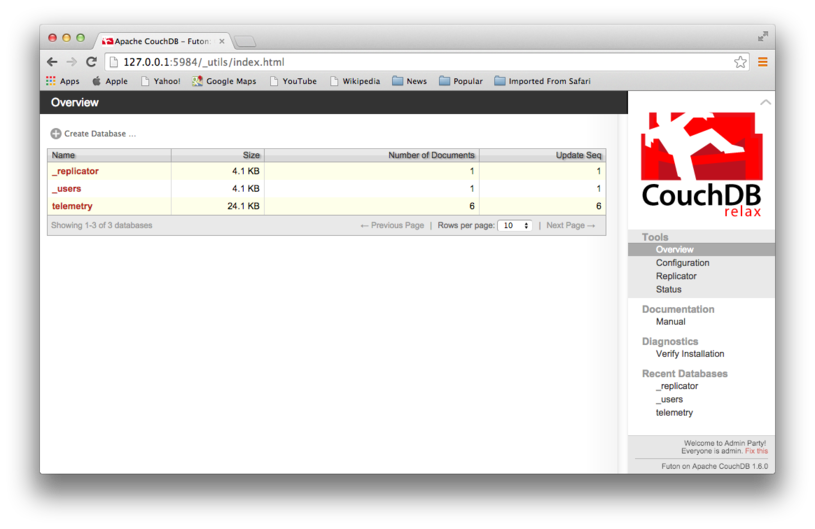 Apache CouchDB – Futon:
127.0.0.1:5984/_utils/index.html
Apps Apple Yahoo! Google Maps YouTube Wikipedia News Popular Imported From Safari
Overview
Create Database ...
Name Size Number of Documents Update Seq
_replicator 4.1 KB 1 1
_users 4.1 KB 1 1
telemetry 24.1 KB 6 6
Showing 1-3 of 3 databases ← Previous Page | Rows per page: 10 | Next Page →
CouchDB
relax
Tools
Overview
Configuration
Replicator
Status
Documentation
Manual
Diagnostics
Verify Installation
Recent Databases
_replicator
_users
telemetry
Welcome to Admin Party!
Everyone is admin. Fix this
Futon on Apache CouchDB 1.6.0